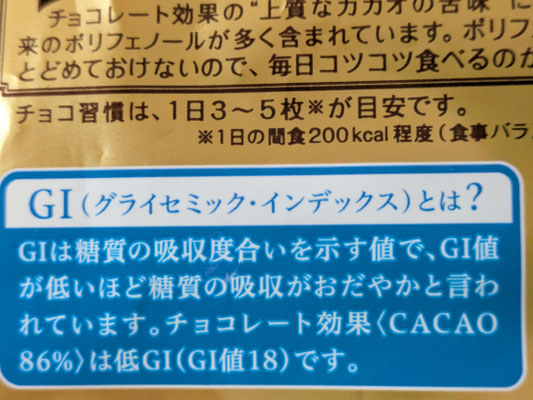 チョコレート効果の“上質なカカオの苦味”に
来のポリフェノールが多く含まれています。ポリフ
とどめておけないので、毎日コツコツ食べるのが
チョコ習慣は、1日3～5枚※が目安です。
※1日の間食200kcal程度(食事バラ
GI(グライセミック・インデックス)とは?
GIは糖質の吸収度合いを示す値で、GI値
が低いほど糖質の吸収がおだやかと言わ
れています。チョコレート効果〈CACAO
86%〉は低GI(GI値18)です。